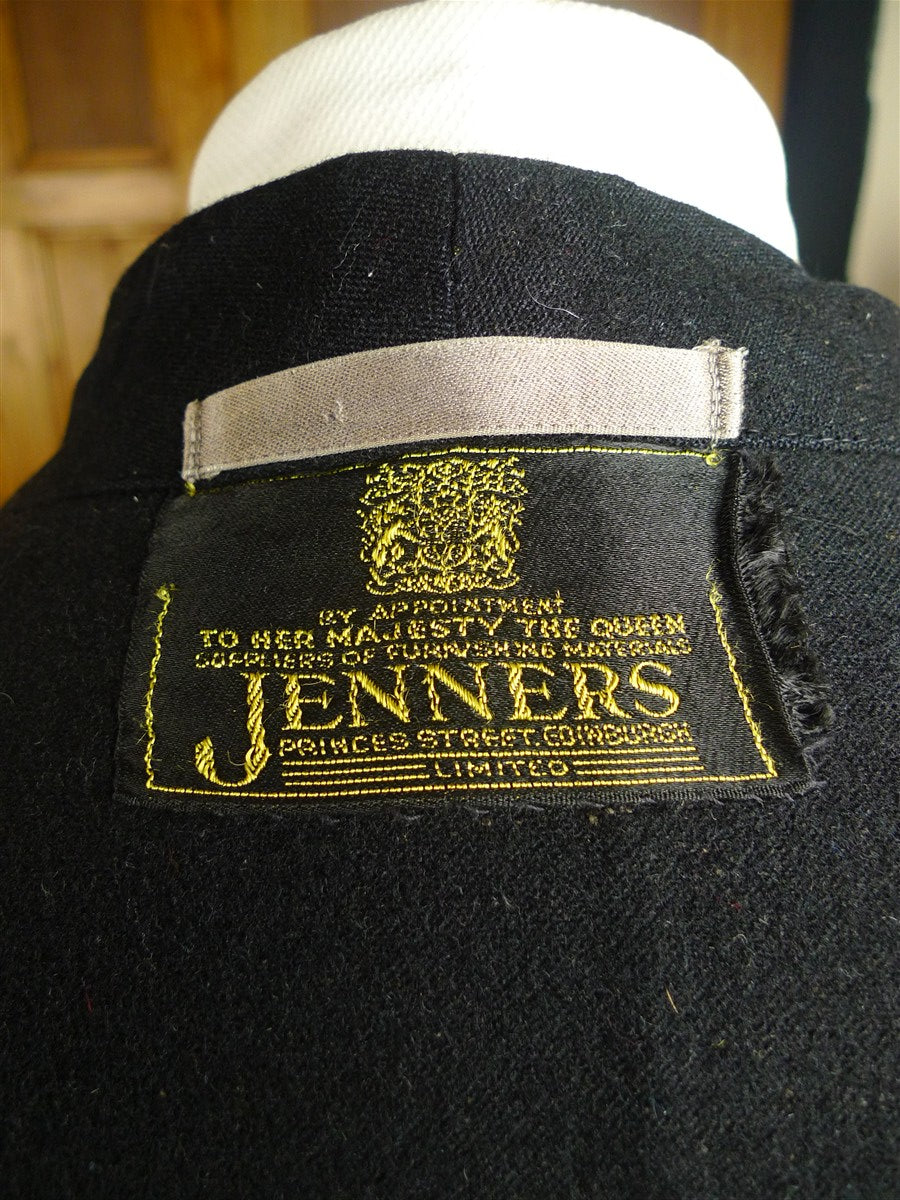 BY APPOINTMENT
TO HER MAJESTY THE QUEEN
SUPPLIERS OF FURNISHING MATERIALS
JENNERS
PRINCES STREET, EDINBURGH
LIMITED